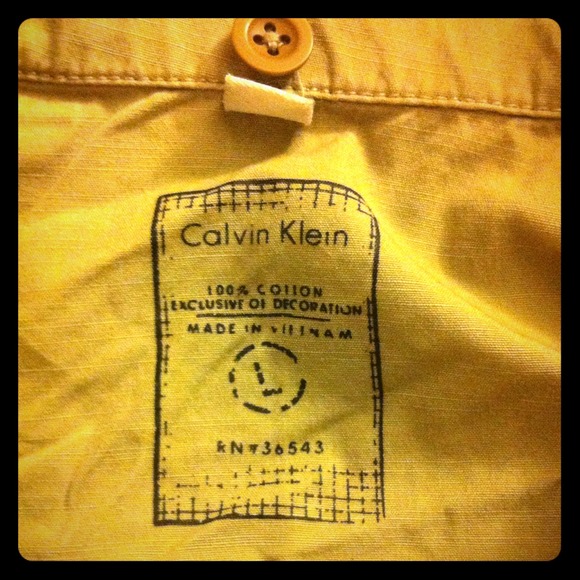 Calvin Klein
100% COTTON
EXCLUSIVE OF DECORATION
MADE IN VIETNAM
L
RN#36543